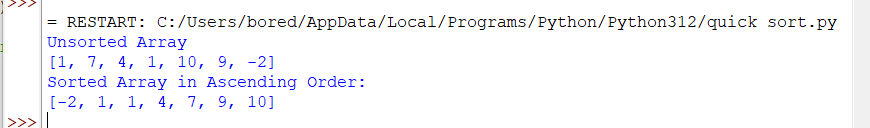 >>>
= RESTART: C:/Users/bored/AppData/Local/Programs/Python/Python312/quick sort.py
Unsorted Array
[1, 7, 4, 1, 10, 9, -2]
Sorted Array in Ascending Order:
[-2, 1, 1, 4, 7, 9, 10]
>>>